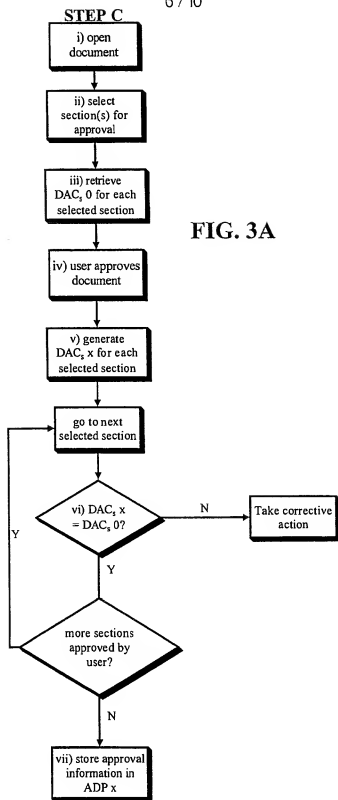 6/10
STEP C
i) open
document
ii) select
section(s) for
approval
iii) retrieve
DACs 0 for each
selected section
FIG. 3A
iv) user approves
document
v) generate
DACs x for each
selected section
go to next
selected section
vi) DACs x
= DACs 0?
N
Take corrective
action
Y
Y
more sections
approved by
user?
N
vii) store approval
information in
ADP x